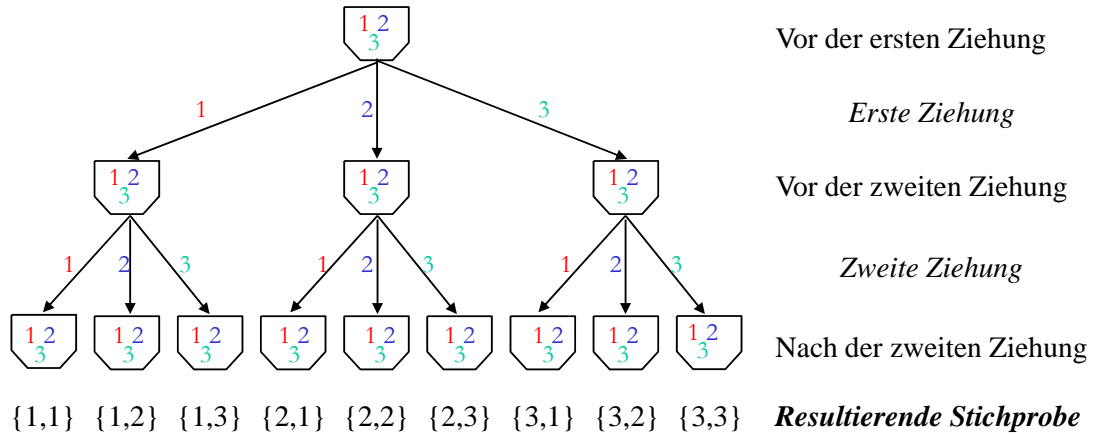 1 2
3
Vor der ersten Ziehung
1 2 3
Erste Ziehung
1 2 1 2 1 2
3 3 3
Vor der zweiten Ziehung
1 2 3 1 2 3 1 2 3
Zweite Ziehung
1 2 1 2 1 2 1 2 1 2 1 2 1 2 1 2 1 2
3 3 3 3 3 3 3 3 3
Nach der zweiten Ziehung
{1,1} {1,2} {1,3} {2,1} {2,2} {2,3} {3,1} {3,2} {3,3} Resultierende Stichprobe